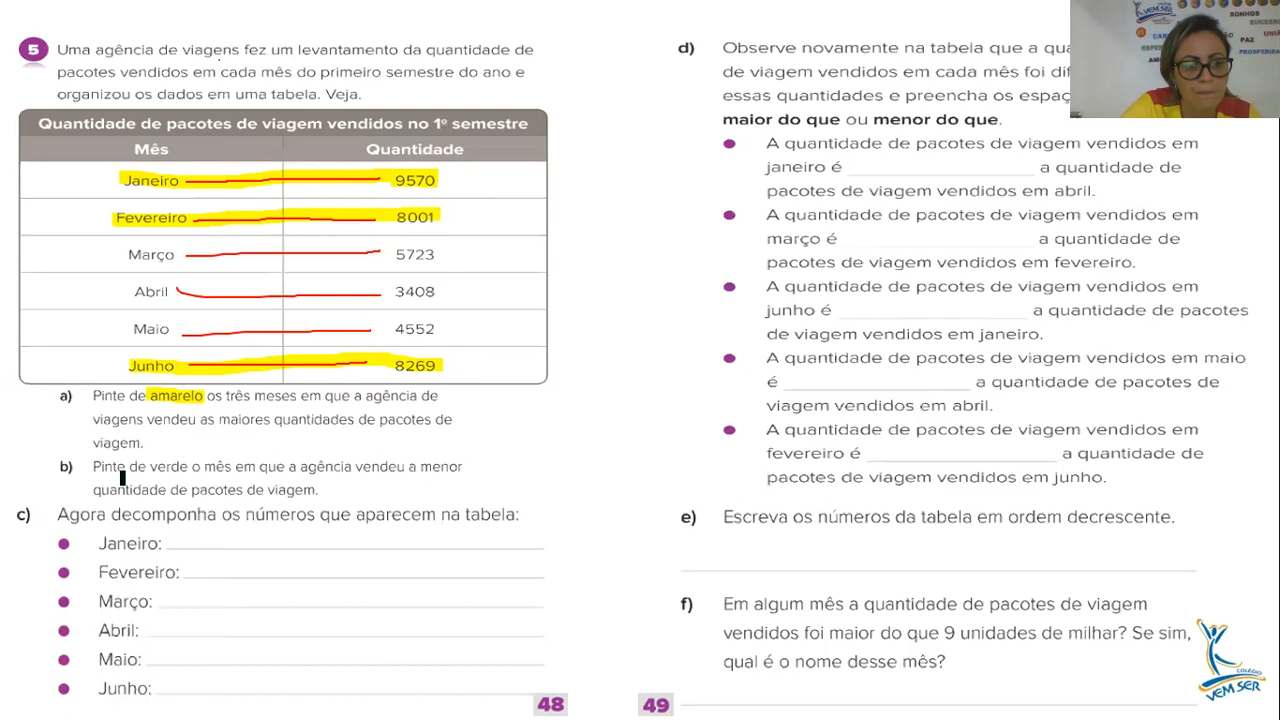 5 Uma agência de viagens fez um levantamento da quantidade de
pacotes vendidos em cada mês do primeiro semestre do ano e
organizou os dados em uma tabela. Veja.
Quantidade de pacotes de viagem vendidos no 1º semestre
Mês Quantidade
Janeiro 9570
Fevereiro 8001
Março 5723
Abril 3408
Maio 4552
Junho 8269
a) Pinte de amarelo os três meses em que a agência de
viagens vendeu as maiores quantidades de pacotes de
viagem.
b) Pinte de verde o mês em que a agência vendeu a menor
quantidade de pacotes de viagem.
c) Agora decomponha os números que aparecem na tabela:
Janeiro:
Fevereiro:
Março:
Abril:
Maio:
Junho:
48
d) Observe novamente na tabela que a qua
de viagem vendidos em cada mês foi dif
essas quantidades e preencha os espaç
maior do que ou menor do que.
A quantidade de pacotes de viagem vendidos em
janeiro é a quantidade de
pacotes de viagem vendidos em abril.
A quantidade de pacotes de viagem vendidos em
março é a quantidade de
pacotes de viagem vendidos em fevereiro.
A quantidade de pacotes de viagem vendidos em
junho é a quantidade de pacotes
de viagem vendidos em janeiro.
A quantidade de pacotes de viagem vendidos em maio
é a quantidade de pacotes de
viagem vendidos em abril.
A quantidade de pacotes de viagem vendidos em
fevereiro é a quantidade de
pacotes de viagem vendidos em junho.
e) Escreva os números da tabela em ordem decrescente.
f) Em algum mês a quantidade de pacotes de viagem
vendidos foi maior do que 9 unidades de milhar? Se sim,
qual é o nome desse mês?
49
COLÉGIO
VEM SER
VEM SER
SONHOS
PAZ